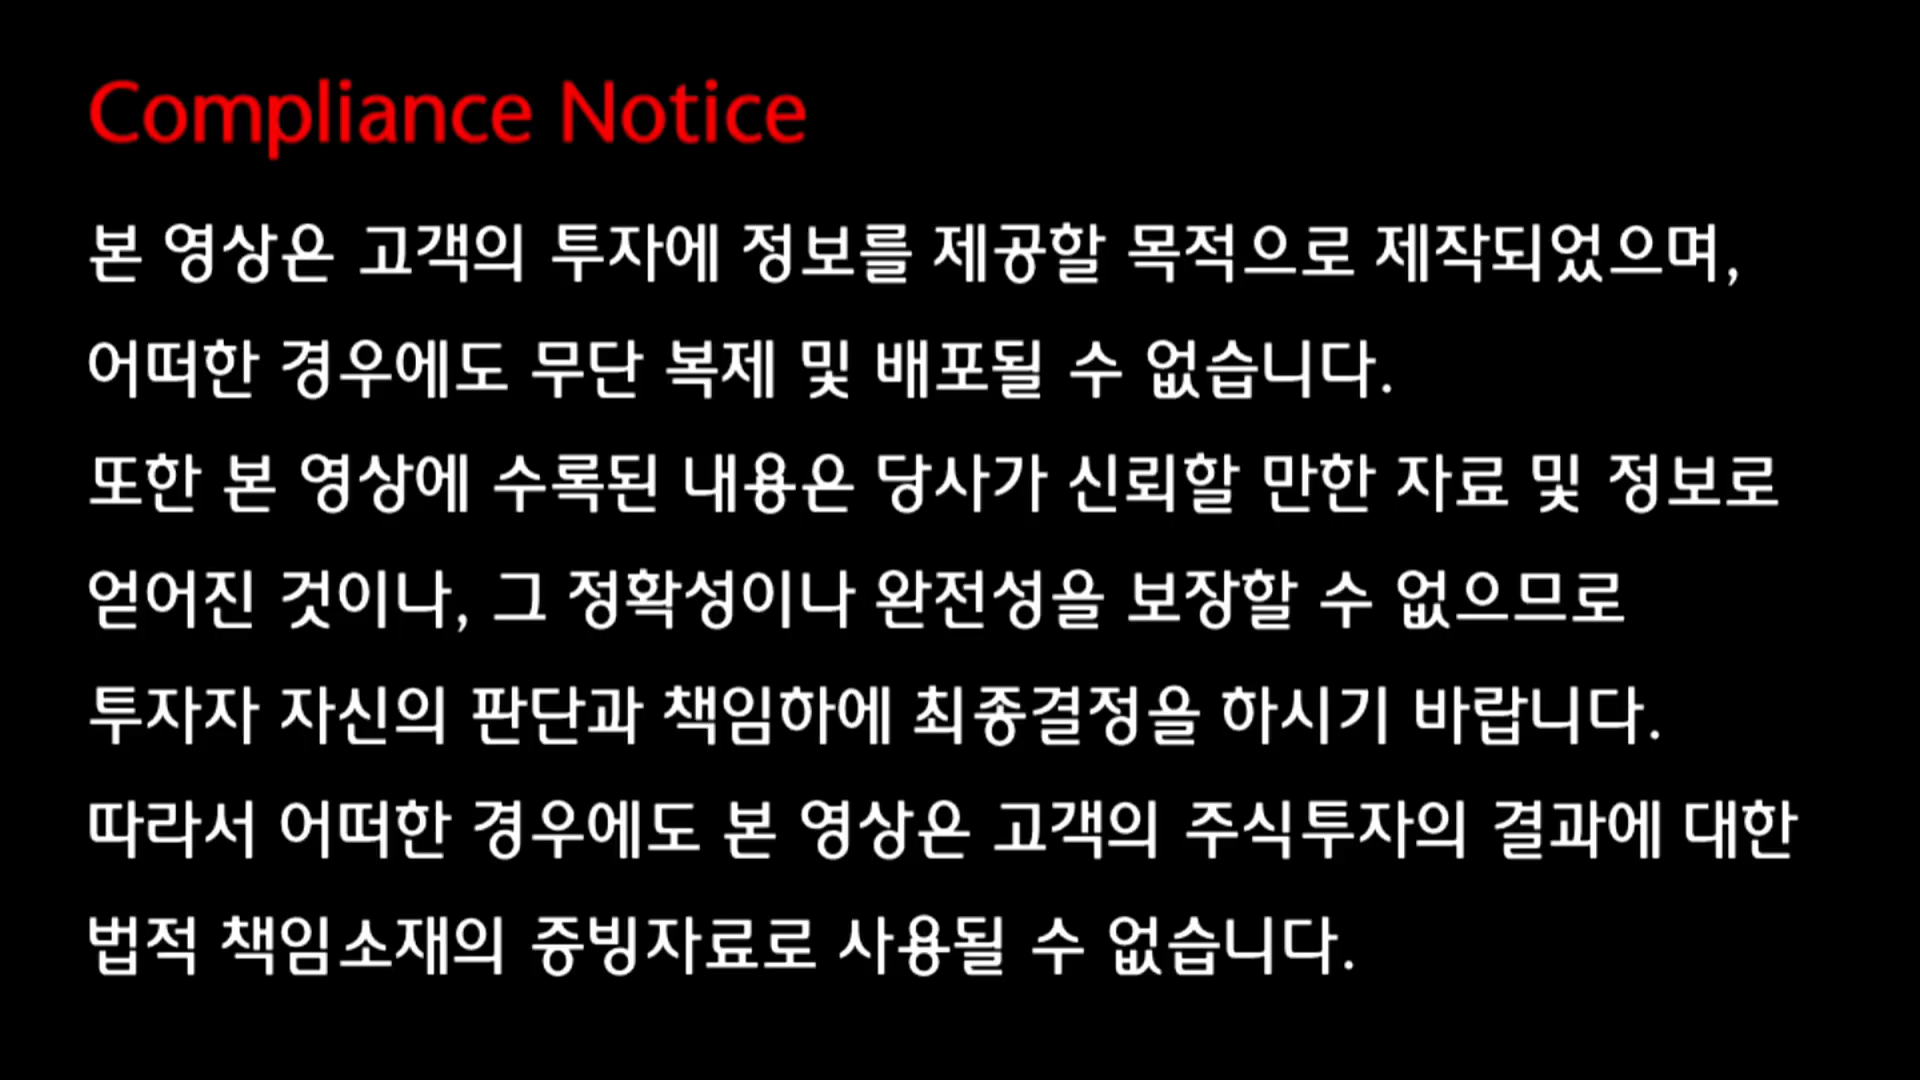 Compliance Notice
본 영상은 고객의 투자에 정보를 제공할 목적으로 제작되었으며,
어떠한 경우에도 무단 복제 및 배포될 수 없습니다.
또한 본 영상에 수록된 내용은 당사가 신뢰할 만한 자료 및 정보로
얻어진 것이나, 그 정확성이나 완전성을 보장할 수 없으므로
투자자 자신의 판단과 책임하에 최종결정을 하시기 바랍니다.
따라서 어떠한 경우에도 본 영상은 고객의 주식투자의 결과에 대한
법적 책임소재의 증빙자료로 사용될 수 없습니다.